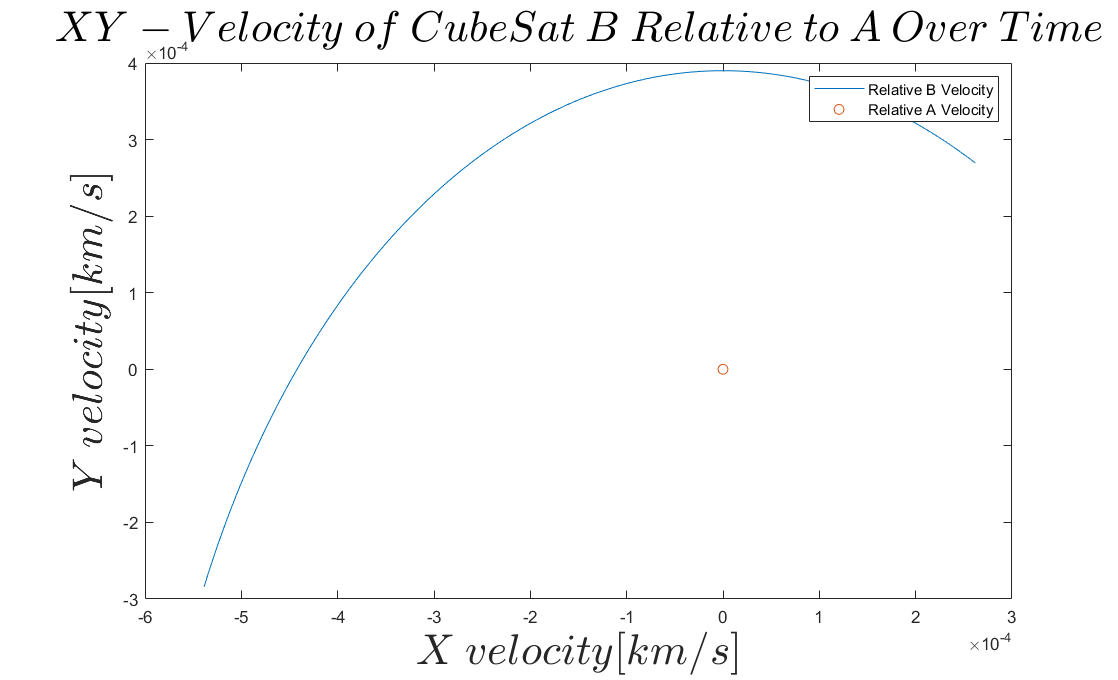 XY − Velocity of CubeSat B Relative to A Over Time
×10-4
4
3
2
1
0
-1
-2
-3
Y velocity[km/s]
Relative B Velocity
Relative A Velocity
-6 -5 -4 -3 -2 -1 0 1 2 3
×10-4
X velocity[km/s]